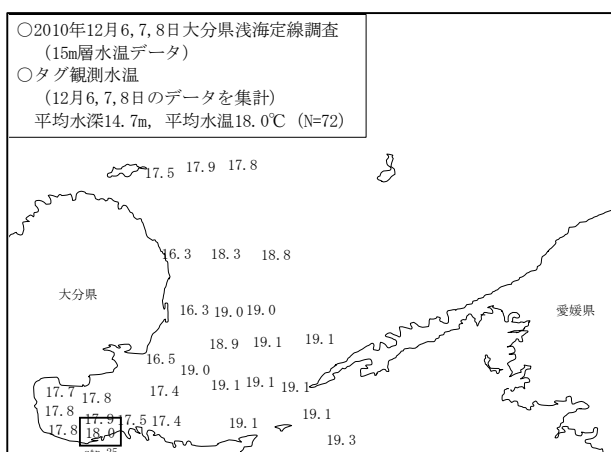 ○2010年12月6,7,8日大分県浅海定線調査
(15m層水温データ)
○タグ観測水温
(12月6,7,8日のデータを集計)
平均水深14.7m, 平均水温18.0℃ (N=72)
17.5 17.9 17.8
16.3 18.3 18.8
大分県
愛媛県
16.3 19.0 19.0
18.9 19.1 19.1
16.5
19.0
17.7 17.8 17.4 19.1 19.1 19.1
17.8
17.9 17.5 17.4 19.1 19.1
17.8 18.0
19.3